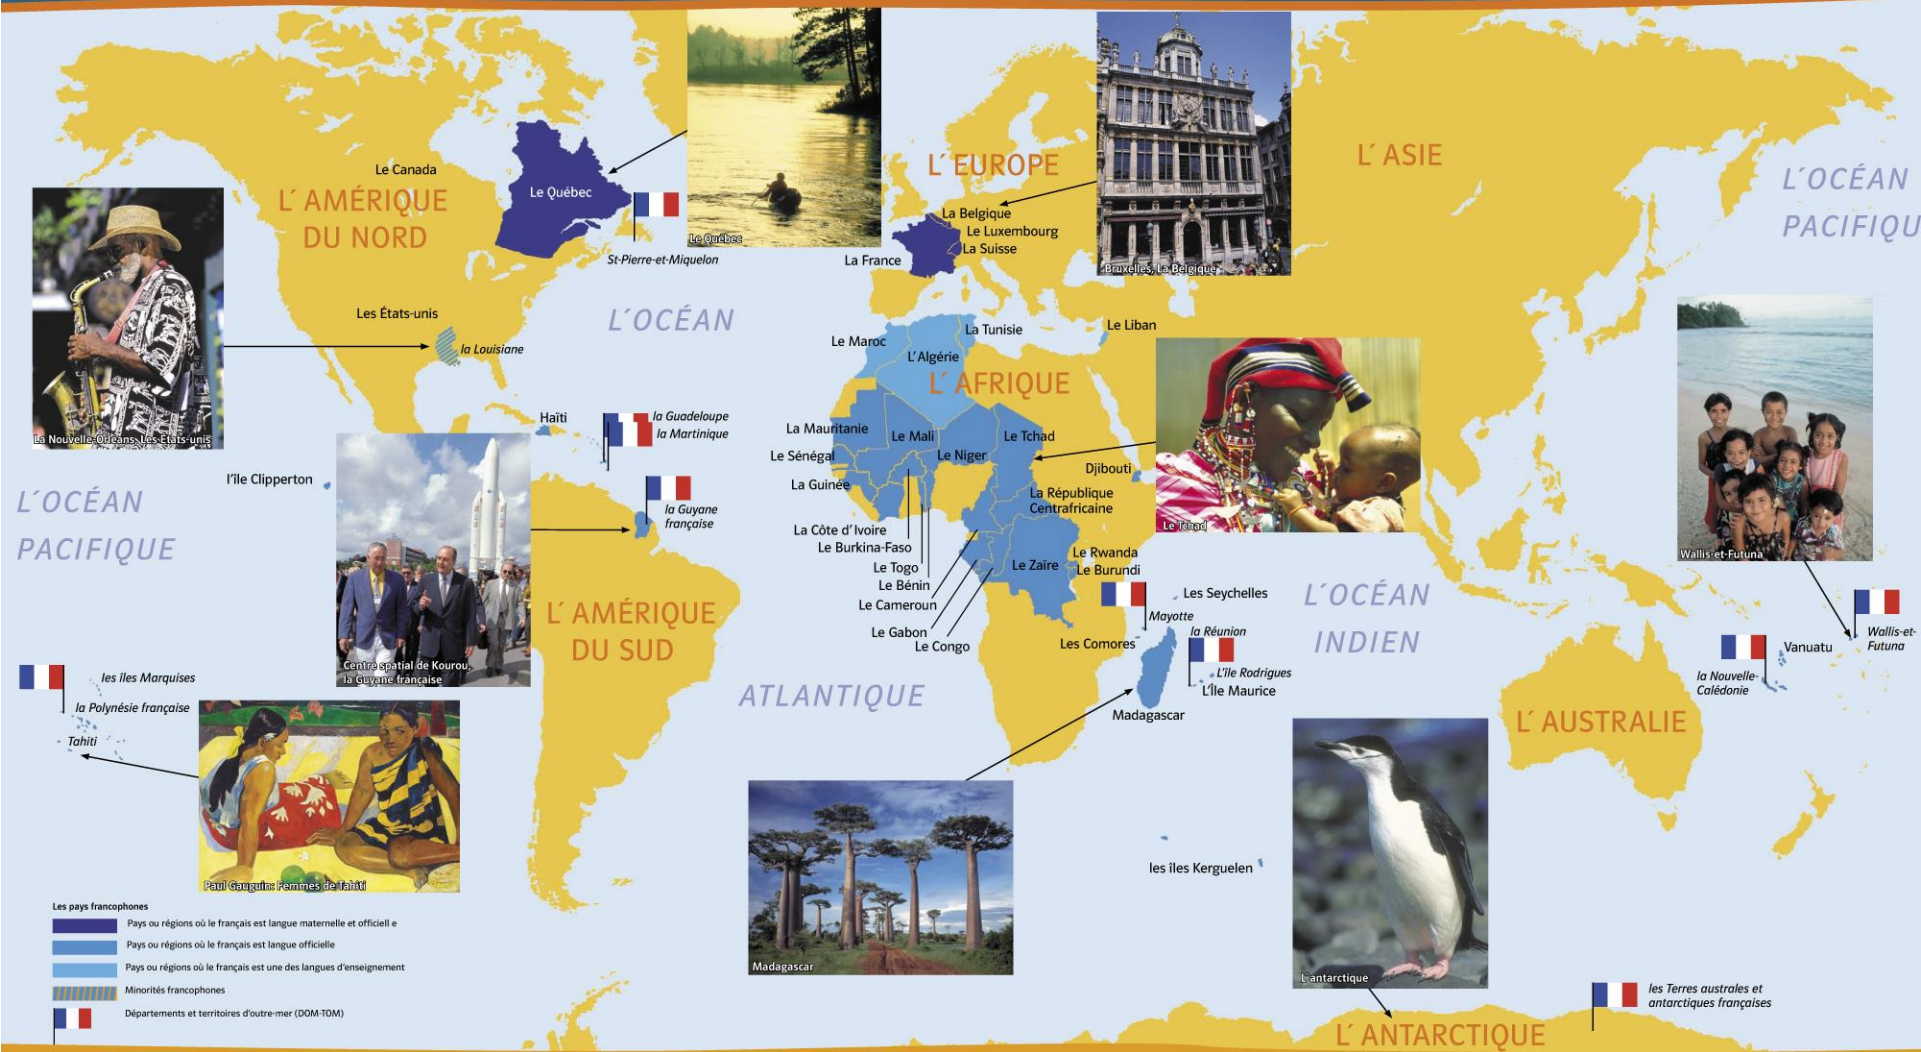 L'EUROPE
L'ASIE
L'OCÉAN
PACIFIQU
Le Canada
L'AMÉRIQUE
DU NORD
Le Québec
St-Pierre-et-Miquelon
Le Québec
La Belgique
Le Luxembourg
La Suisse
La France
Bruxelles, La Belgique
Les États-unis
la Louisiane
La Nouvelle-Orléans, Les États-unis
L'OCÉAN
ATLANTIQUE
La Tunisie
Le Liban
Le Maroc
L'Algérie
L'AFRIQUE
Haïti
la Guadeloupe
la Martinique
La Mauritanie
Le Mali
Le Tchad
Le Sénégal
Le Niger
Djibouti
La Guinée
La République
Centrafricaine
La Côte d'Ivoire
Le Burkina-Faso
Le Togo
Le Bénin
Le Cameroun
Le Gabon
Le Congo
Le Zaïre
Le Rwanda
Le Burundi
Le Tchad
l'île Clipperton
L'OCÉAN
PACIFIQUE
la Guyane
française
Centre spatial de Kourou,
la Guyane française
L'AMÉRIQUE
DU SUD
Les Seychelles
Mayotte
la Réunion
Les Comores
L'île Rodrigues
L'Île Maurice
Madagascar
L'OCÉAN
INDIEN
Wallis-et-Futuna
Wallis-et-
Futuna
Vanuatu
la Nouvelle-
Calédonie
L'AUSTRALIE
les îles Marquises
la Polynésie française
Tahiti
Paul Gauguin: Femmes de Tahiti
Madagascar
les îles Kerguelen
L'antarctique
L'ANTARCTIQUE
les Terres australes et
antarctiques françaises
Les pays francophones
Pays ou régions où le français est langue maternelle et officiell e
Pays ou régions où le français est langue officielle
Pays ou régions où le français est une des langues d'enseignement
Minorités francophones
Départements et territoires d'outre-mer (DOM-TOM)